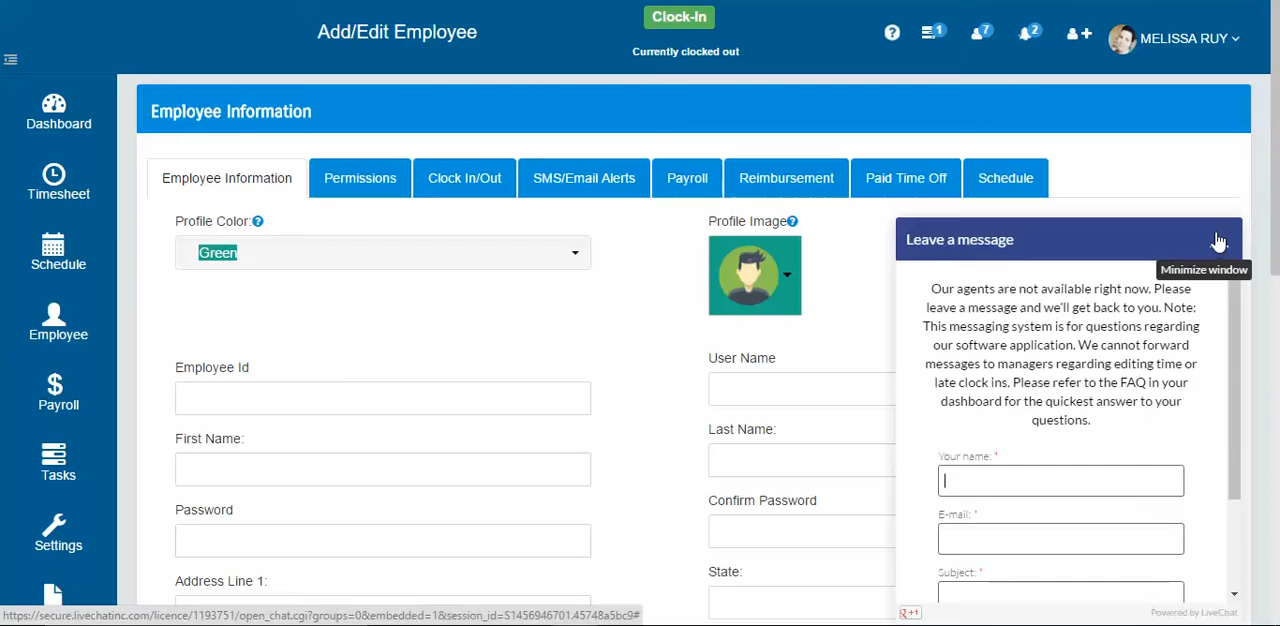 Add/Edit Employee
Clock-In
Currently clocked out
?
1
7
2
MELISSA RUY
Dashboard
Timesheet
Schedule
Employee
$
Payroll
Tasks
Settings
Employee Information
Employee Information
Permissions
Clock In/Out
SMS/Email Alerts
Payroll
Reimbursement
Paid Time Off
Schedule
Profile Color: ?
Green
Profile Image ?
Employee Id
User Name
First Name:
Last Name:
Password
Confirm Password
Address Line 1:
State:
Leave a message
Minimize window
Our agents are not available right now. Please
leave a message and we'll get back to you. Note:
This messaging system is for questions regarding
our software application. We cannot forward
messages to managers regarding editing time or
late clock ins. Please refer to the FAQ in your
dashboard for the quickest answer to your
questions.
Your name: *
E-mail: *
Subject: *
g +1
Powered by LiveChat
https://secure.livechatinc.com/licence/1193751/open_chat.cgi?groups=0&embedded=1&session_id=S1456946701.45748a5bc9#